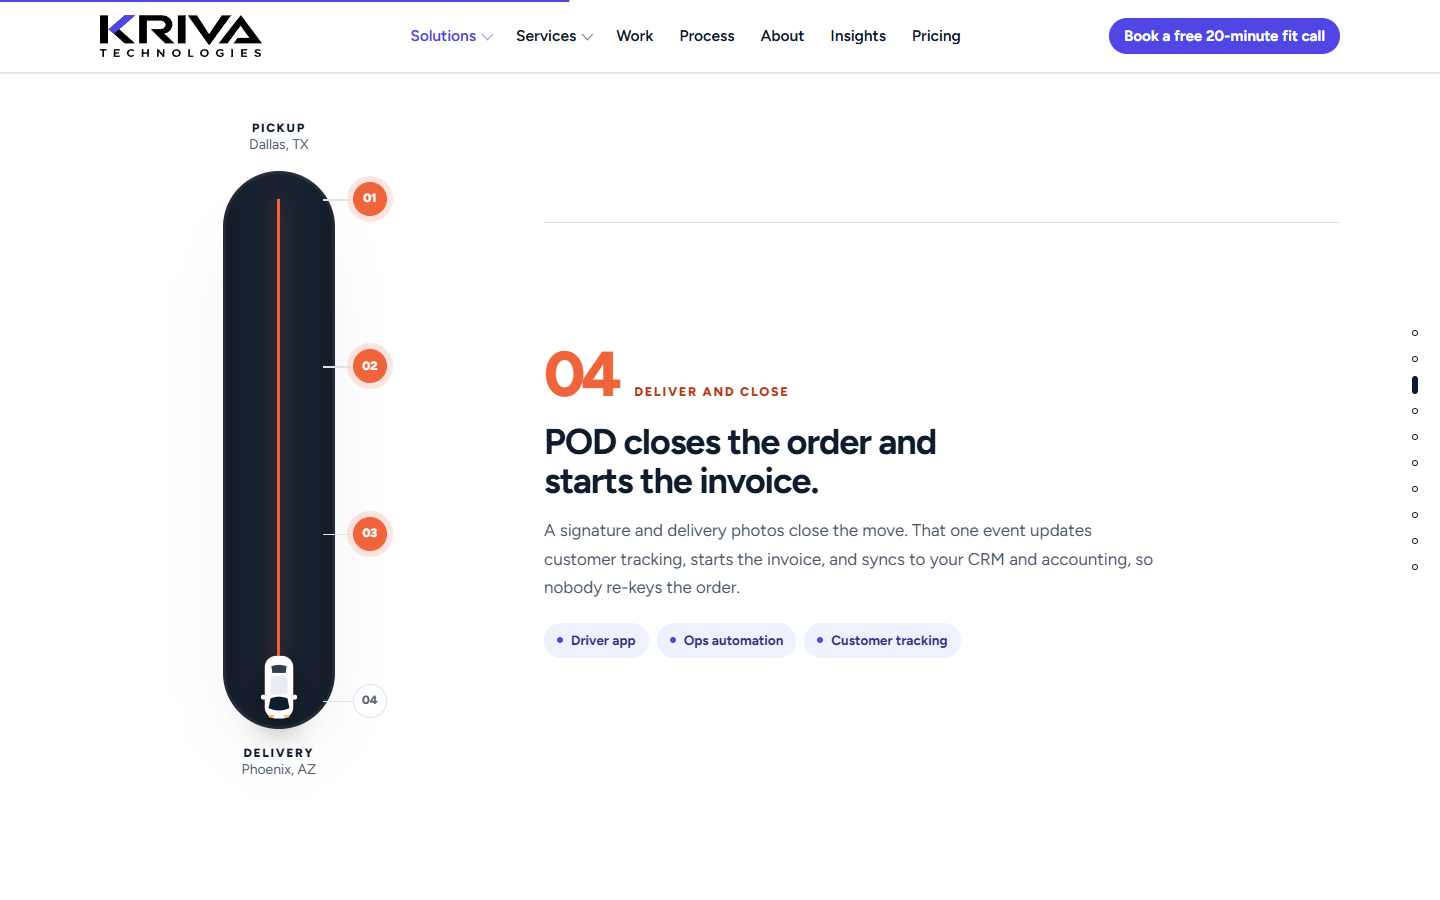 KRIVA
TECHNOLOGIES
Solutions
Services
Work
Process
About
Insights
Pricing
Book a free 20-minute fit call
PICKUP
Dallas, TX
01
02
03
04
DELIVERY
Phoenix, AZ
04 DELIVER AND CLOSE
POD closes the order and
starts the invoice.
A signature and delivery photos close the move. That one event updates
customer tracking, starts the invoice, and syncs to your CRM and accounting, so
nobody re-keys the order.
Driver app
Ops automation
Customer tracking